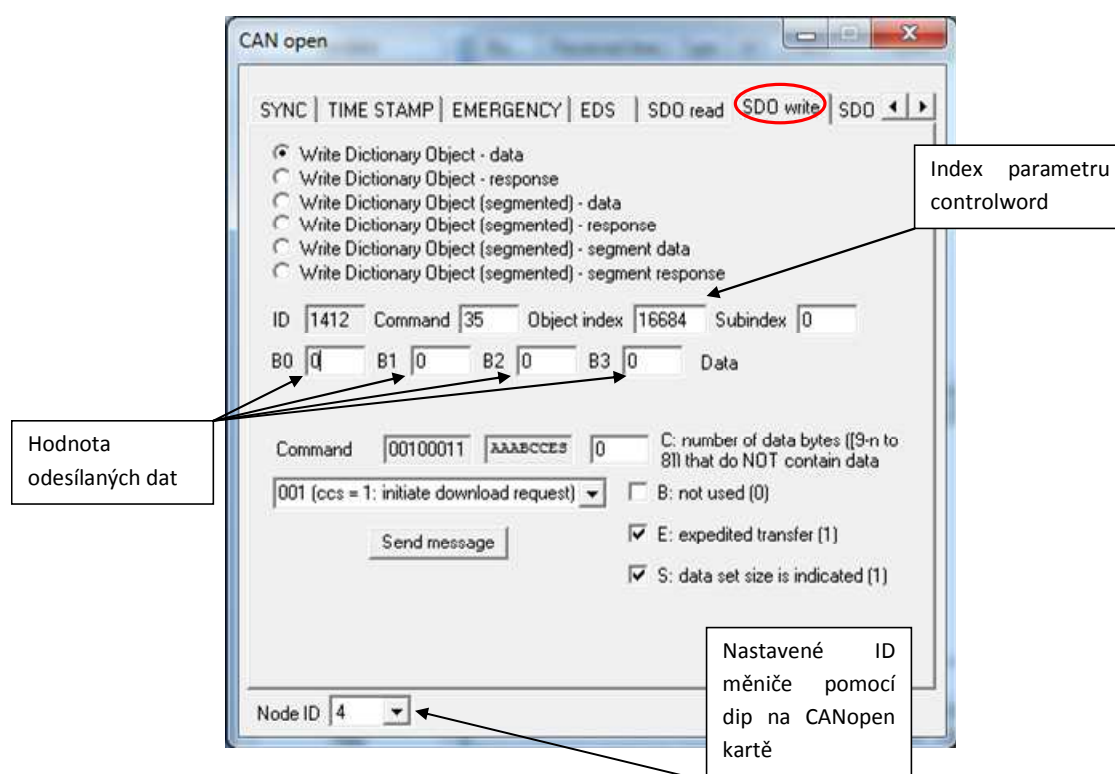 CAN open
SYNC TIME STAMP EMERGENCY EDS SDO read SDO write SDO
Write Dictionary Object - data
Write Dictionary Object - response
Write Dictionary Object (segmented) - data
Write Dictionary Object (segmented) - response
Write Dictionary Object (segmented) - segment data
Write Dictionary Object (segmented) - segment response
Index parametru
controlword
ID 1412 Command 35 Object index 16684 Subindex 0
B0 0 B1 0 B2 0 B3 0 Data
Hodnota
odesílaných dat
Command 00100011 AAABCCES 0 C: number of data bytes ([9-n to
8]) that do NOT contain data
001 (ccs = 1: initiate download request) B: not used (0)
Send message E: expedited transfer (1)
S: data set size is indicated (1)
Nastavené ID
měniče pomocí
dip na CANopen
kartě
Node ID 4